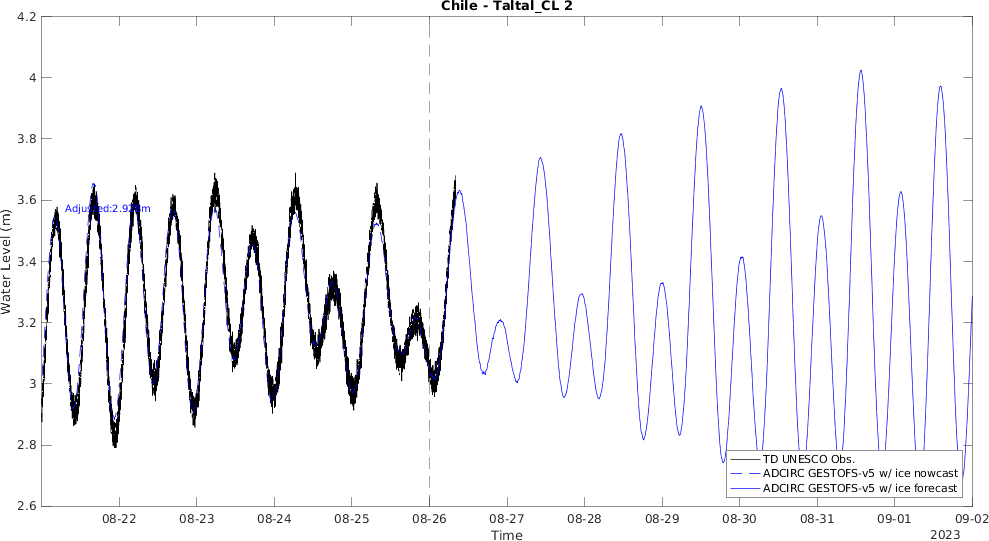 Chile - Taltal_CL 2
4.2
4
3.8
3.6
3.4
3.2
3
2.8
2.6
Water Level (m)
TD UNESCO Obs.
ADCIRC GESTOFS-v5 w/ ice nowcast
ADCIRC GESTOFS-v5 w/ ice forecast
08-22 08-23 08-24 08-25 08-26 08-27 08-28 08-29 08-30 08-31 09-01 09-02
Time
2023